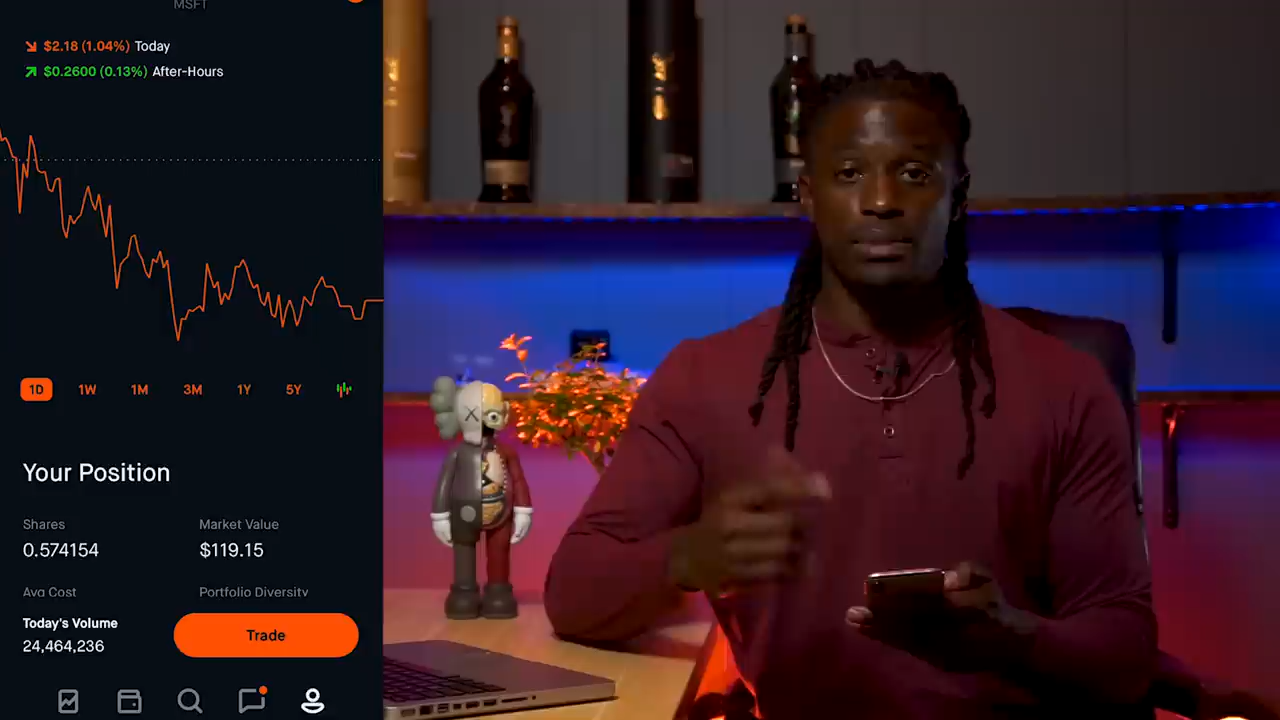 MSFT
$2.18 (1.04%) Today
$0.2600 (0.13%) After-Hours
1D 1W 1M 3M 1Y 5Y
Your Position
Shares Market Value
0.574154 $119.15
Avg Cost Portfolio Diversity
Today's Volume
24,464,236
Trade